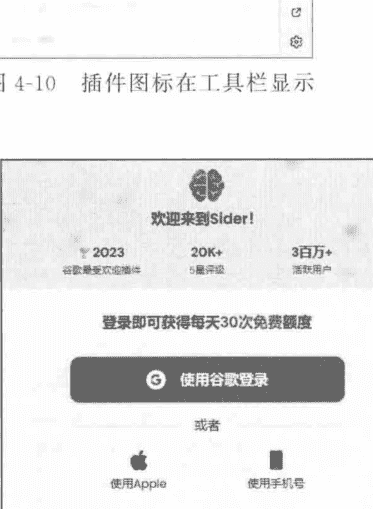 图 4-10 插件图标在工具栏显示
欢迎来到Sider!
2023 20K+ 3百万+
谷歌最受欢迎插件 5星评级 活跃用户
登录即可获得每天30次免费额度
G 使用谷歌登录
或者
使用Apple 使用手机号